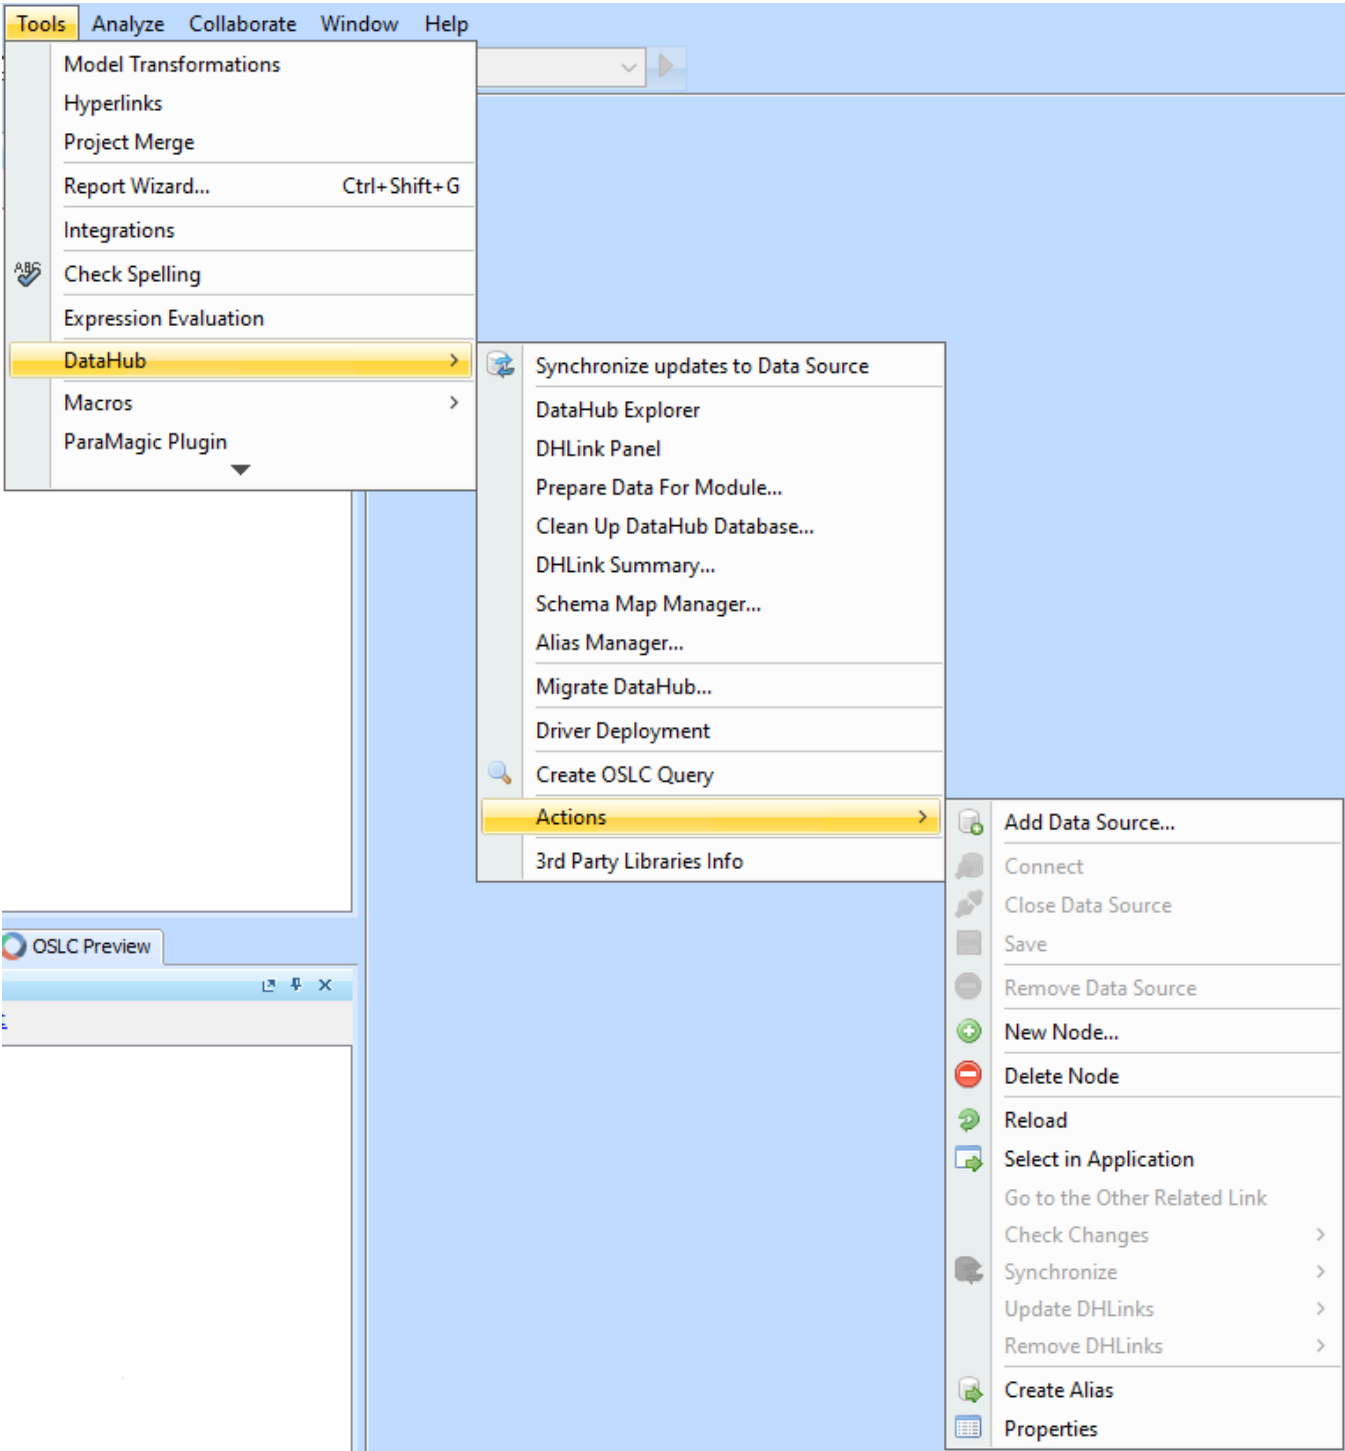 Tools Analyze Collaborate Window Help
Model Transformations
Hyperlinks
Project Merge
Report Wizard... Ctrl+Shift+G
Integrations
Check Spelling
Expression Evaluation
DataHub
Macros
ParaMagic Plugin
Synchronize updates to Data Source
DataHub Explorer
DHLink Panel
Prepare Data For Module...
Clean Up DataHub Database...
DHLink Summary...
Schema Map Manager...
Alias Manager...
Migrate DataHub...
Driver Deployment
Create OSLC Query
Actions
3rd Party Libraries Info
Add Data Source...
Connect
Close Data Source
Save
Remove Data Source
New Node...
Delete Node
Reload
Select in Application
Go to the Other Related Link
Check Changes
Synchronize
Update DHLinks
Remove DHLinks
Create Alias
Properties
OSLC Preview